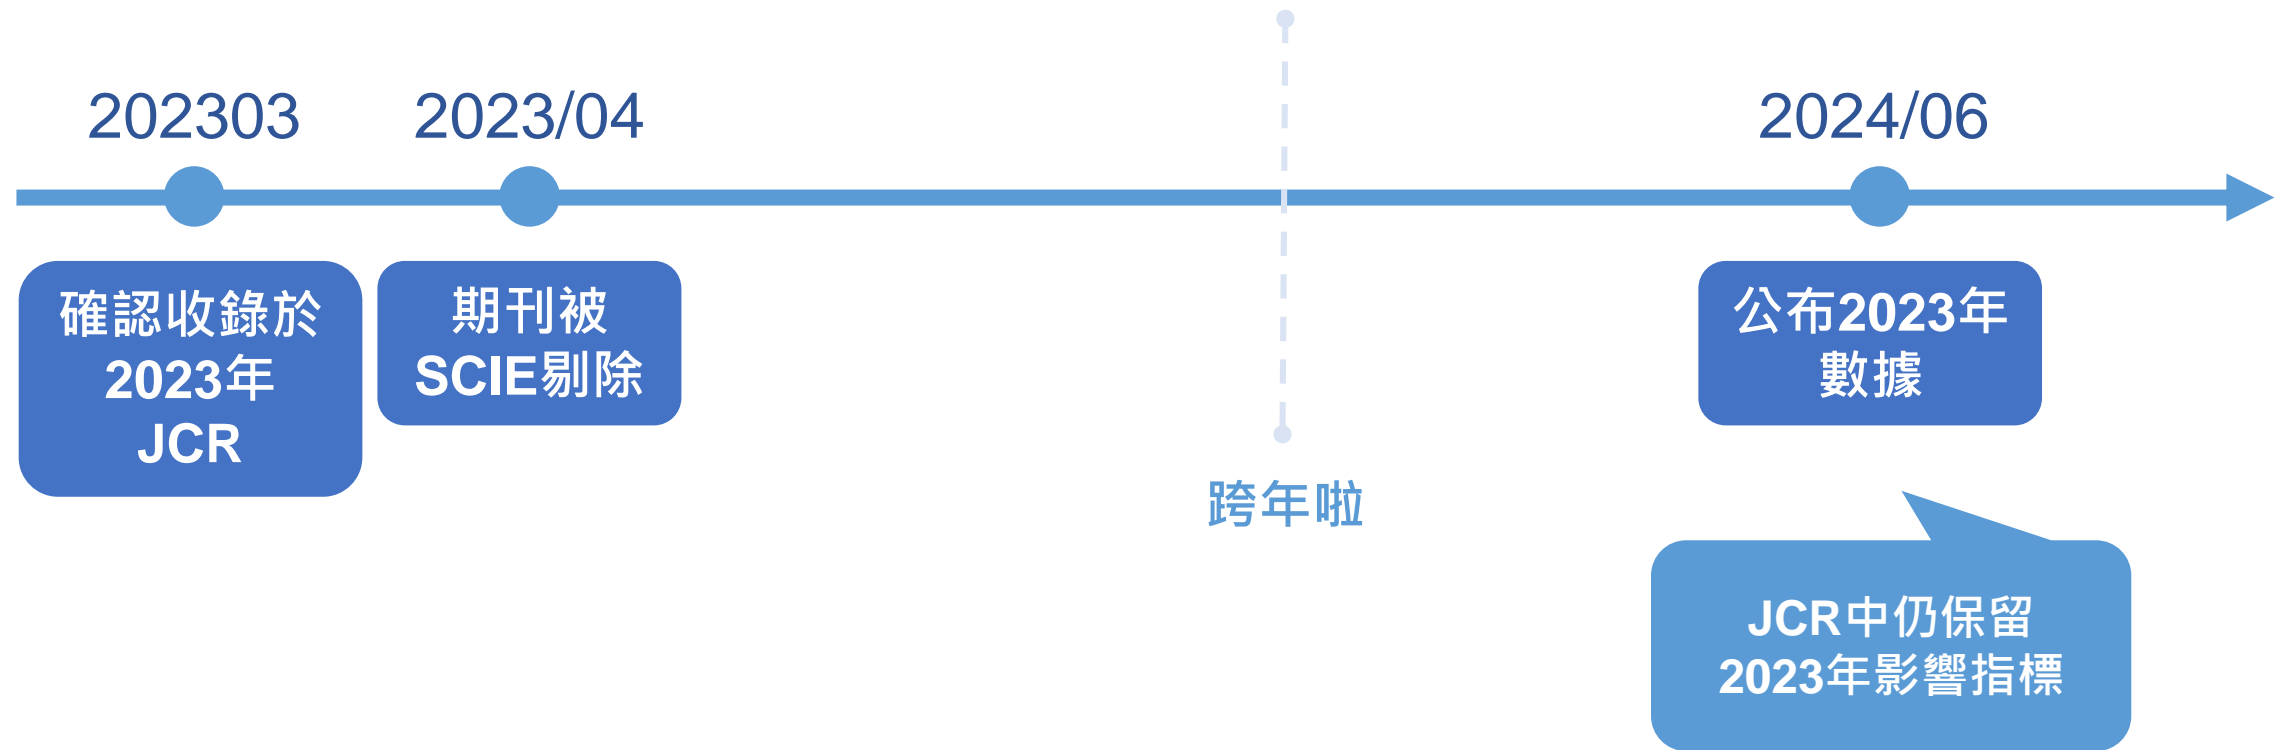 202303
2023/04
2024/06
確認收錄於
2023年
JCR
期刊被
SCIE剔除
公布2023年
數據
跨年啦
JCR中仍保留
2023年影響指標